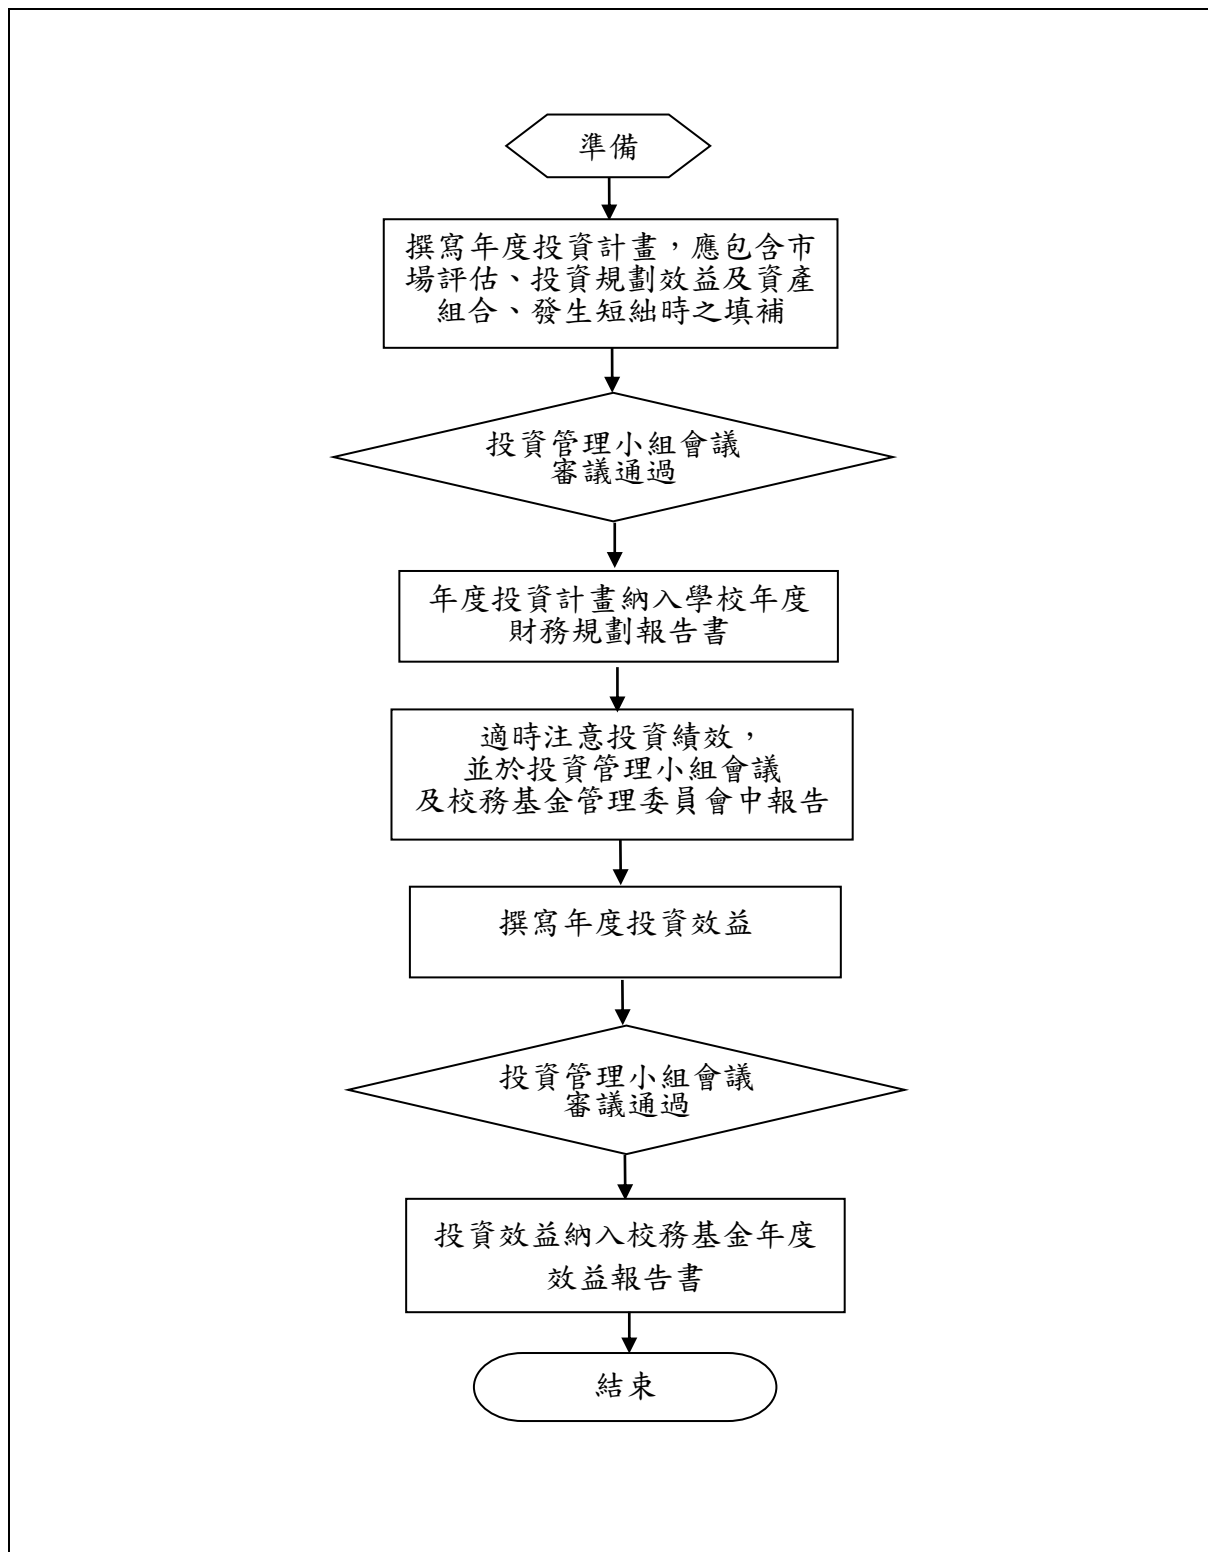 準備
撰寫年度投資計畫，應包含市
場評估、投資規劃效益及資產
組合、發生短絀時之填補
投資管理小組會議
審議通過
年度投資計畫納入學校年度
財務規劃報告書
適時注意投資績效，
並於投資管理小組會議
及校務基金管理委員會中報告
撰寫年度投資效益
投資管理小組會議
審議通過
投資效益納入校務基金年度
效益報告書
結束